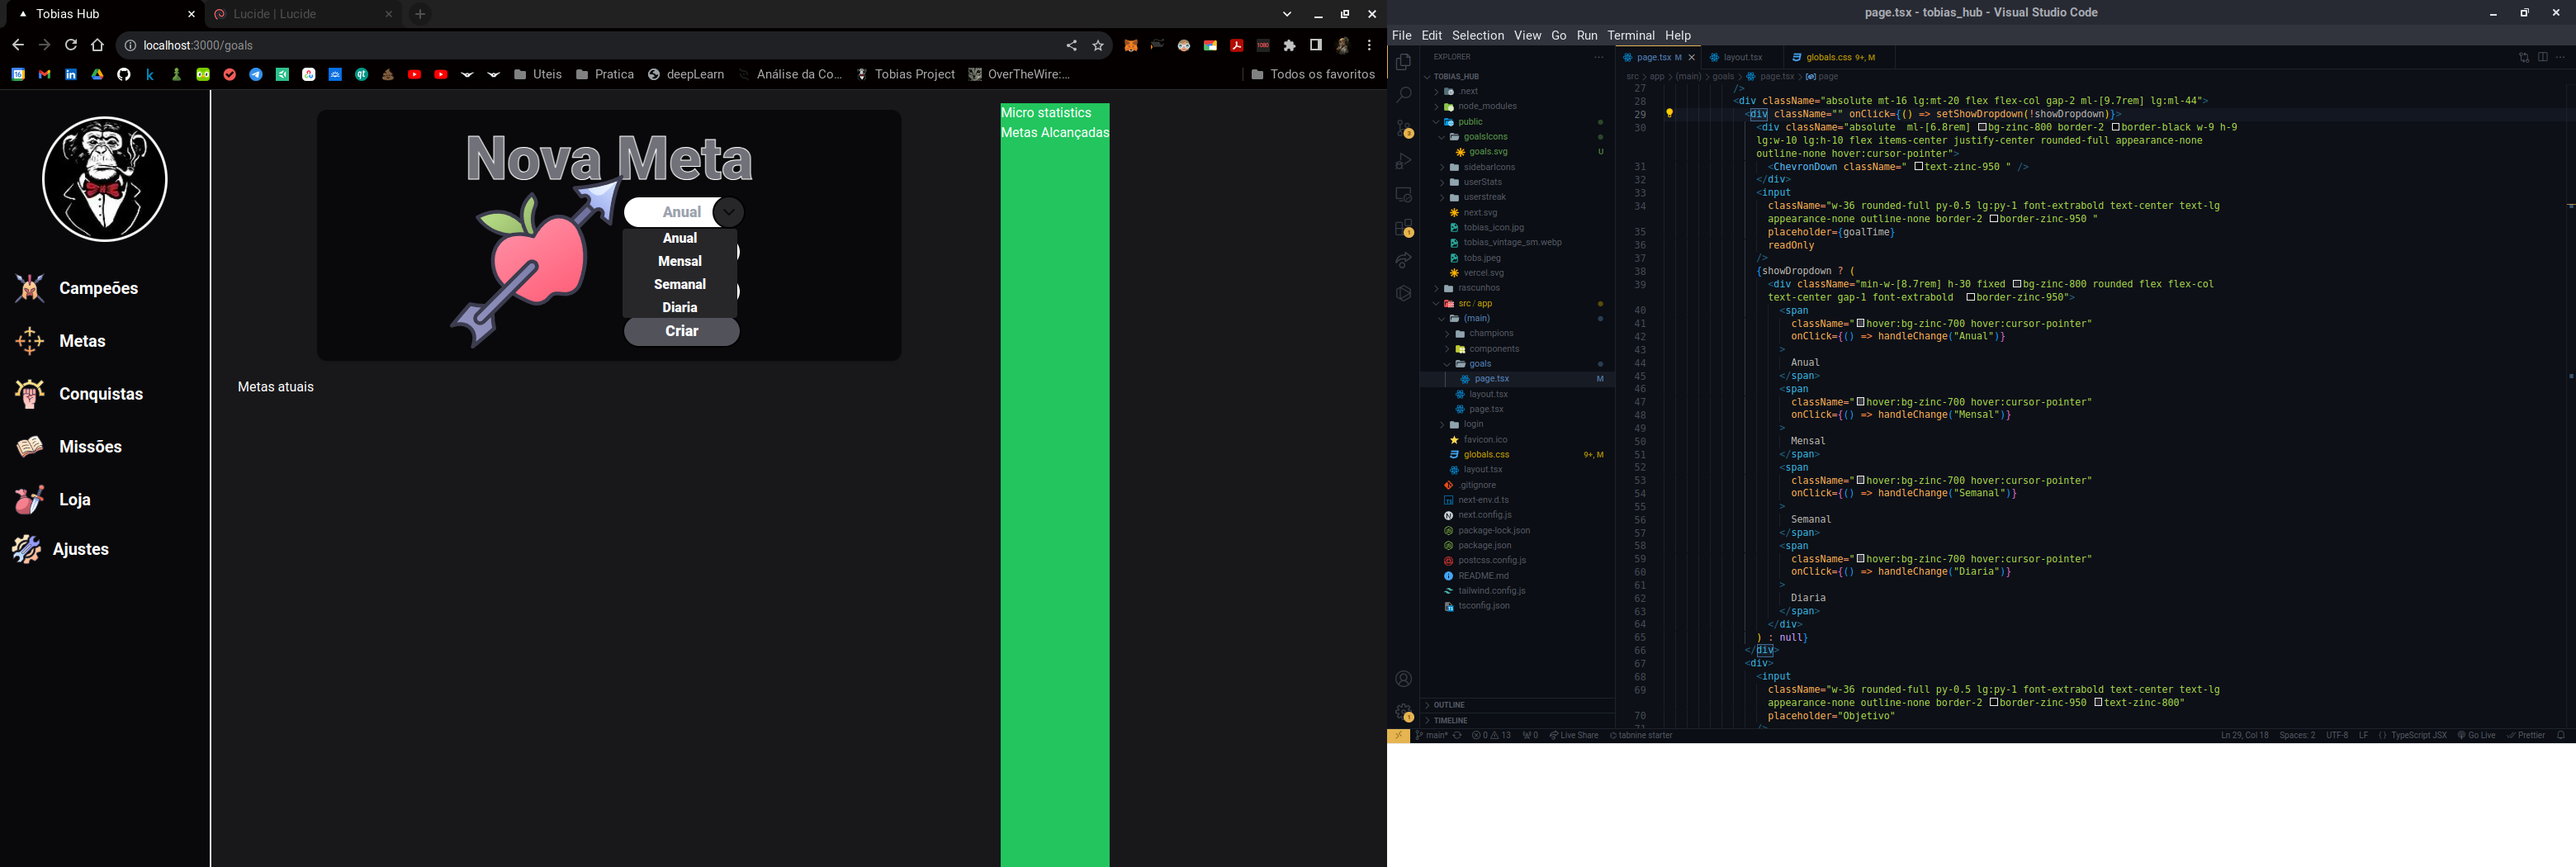 Tobias Hub
Lucide | Lucide
localhost:3000/goals
Uteis
Pratica
deepLearn
Análise da Co...
Tobias Project
OverTheWire:...
Todos os favoritos
Campeões
Metas
Conquistas
Missões
Loja
Ajustes
Nova Meta
Anual
Anual
Mensal
Semanal
Diaria
Criar
Metas atuais
Micro statistics
Metas Alcançadas
page.tsx - tobias_hub - Visual Studio Code
File Edit Selection View Go Run Terminal Help
EXPLORER
TOBIAS_HUB
.next
node_modules
public
goalsIcons
goals.svg U
sidebarIcons
userStats
userstreak
next.svg
tobias_icon.jpg
tobias_vintage_sm.webp
tobs.jpeg
vercel.svg
rascunhos
src / app
(main)
champions
components
goals
page.tsx M
layout.tsx
page.tsx
login
favicon.ico
globals.css 9+, M
layout.tsx
.gitignore
next-env.d.ts
next.config.js
package-lock.json
package.json
postcss.config.js
README.md
tailwind.config.js
tsconfig.json
OUTLINE
TIMELINE
page.tsx M
layout.tsx
globals.css 9+, M
src > app > (main) > goals > page.tsx > page
27 />
28 <div className="absolute mt-16 lg:mt-20 flex flex-col gap-2 ml-[9.7rem] lg:ml-44">
29 <div className="" onClick={() => setShowDropdown(!showDropdown)}>
30 <div className="absolute  ml-[6.8rem] bg-zinc-800 border-2 border-black w-9 h-9
lg:w-10 lg:h-10 flex items-center justify-center rounded-full appearance-none
outline-none hover:cursor-pointer">
31 <ChevronDown className=" text-zinc-950 " />
32 </div>
33 <input
34 className="w-36 rounded-full py-0.5 lg:py-1 font-extrabold text-center text-lg
appearance-none outline-none border-2 border-zinc-950 "
35 placeholder={goalTime}
36 readOnly
37 />
38 {showDropdown ? (
39 <div className="min-w-[8.7rem] h-30 fixed bg-zinc-800 rounded flex flex-col
text-center gap-1 font-extrabold  border-zinc-950">
40 <span
41 className="hover:bg-zinc-700 hover:cursor-pointer"
42 onClick={() => handleChange("Anual")}
43 >
44 Anual
45 </span>
46 <span
47 className="hover:bg-zinc-700 hover:cursor-pointer"
48 onClick={() => handleChange("Mensal")}
49 >
50 Mensal
51 </span>
52 <span
53 className="hover:bg-zinc-700 hover:cursor-pointer"
54 onClick={() => handleChange("Semanal")}
55 >
56 Semanal
57 </span>
58 <span
59 className="hover:bg-zinc-700 hover:cursor-pointer"
60 onClick={() => handleChange("Diaria")}
61 >
62 Diaria
63 </span>
64 </div>
65 ) : null}
66 </div>
67 <div>
68 <input
69 className="w-36 rounded-full py-0.5 lg:py-1 font-extrabold text-center text-lg
appearance-none outline-none border-2 border-zinc-950 text-zinc-800"
70 placeholder="Objetivo"
main* 0 13 0 Live Share tabnine starter
Ln 29, Col 18 Spaces: 2 UTF-8 LF TypeScript JSX Go Live Prettier